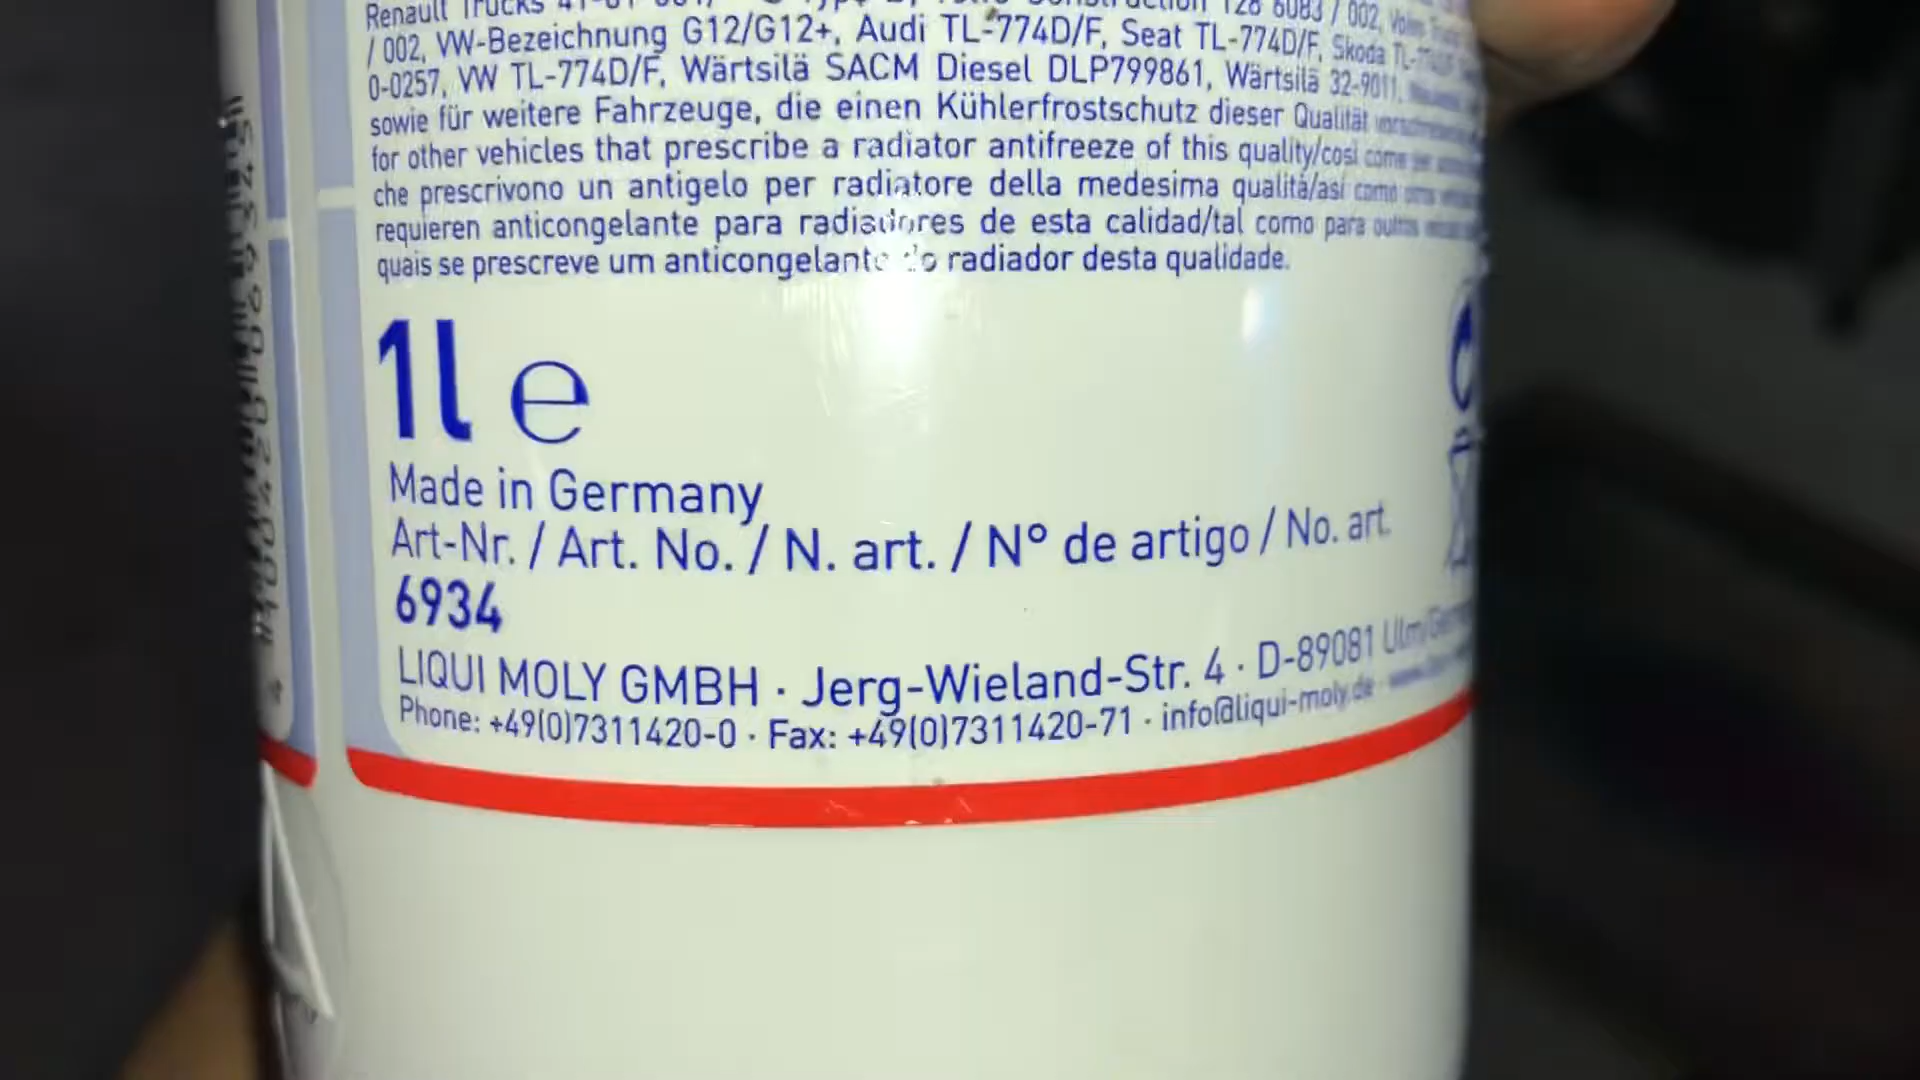 Renault Trucks
/ 002, VW-Bezeichnung G12/G12+, Audi TL-774D/F, Seat TL-774D/F, Skoda
0-0257, VW TL-774D/F, Wärtsilä SACM Diesel DLP799861, Wärtsilä 32-9011,
sowie für weitere Fahrzeuge, die einen Kühlerfrostschutz dieser Qualität
for other vehicles that prescribe a radiator antifreeze of this quality/così come per
che prescrivono un antigelo per radiatore della medesima qualità/así como
requieren anticongelante para radiadores de esta calidad/tal como para outros
quais se prescreve um anticongelante do radiador desta qualidade.
1l e
Made in Germany
Art-Nr. / Art. No. / N. art. / N° de artigo / No. art.
6934
LIQUI MOLY GMBH · Jerg-Wieland-Str. 4 · D-89081 Ulm/Germany
Phone: +49(0)7311420-0 · Fax: +49(0)7311420-71 · info@liqui-moly.de